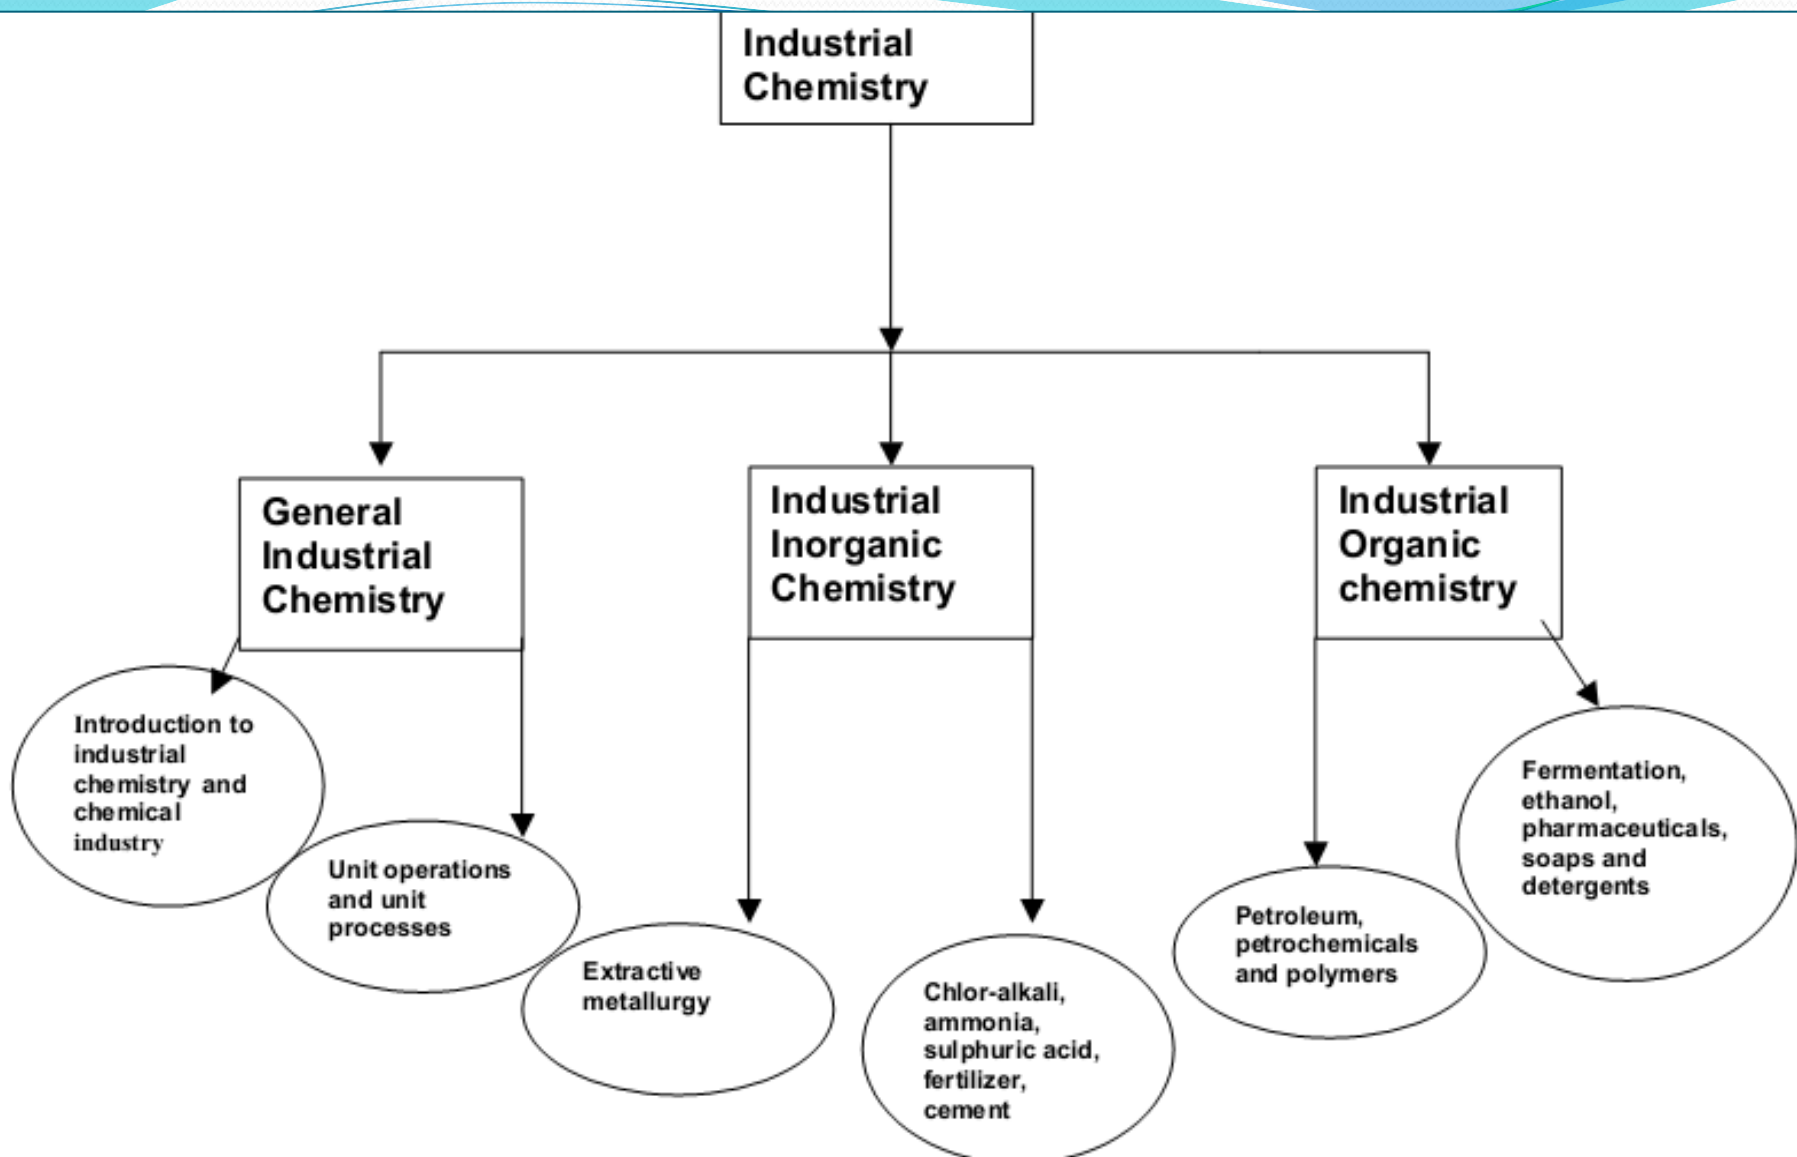 Industrial
Chemistry
General
Industrial
Chemistry
Industrial
Inorganic
Chemistry
Industrial
Organic
chemistry
Introduction to
industrial
chemistry and
chemical
industry
Unit operations
and unit
processes
Extractive
metallurgy
Chlor-alkali,
ammonia,
sulphuric acid,
fertilizer,
cement
Petroleum,
petrochemicals
and polymers
Fermentation,
ethanol,
pharmaceuticals,
soaps and
detergents